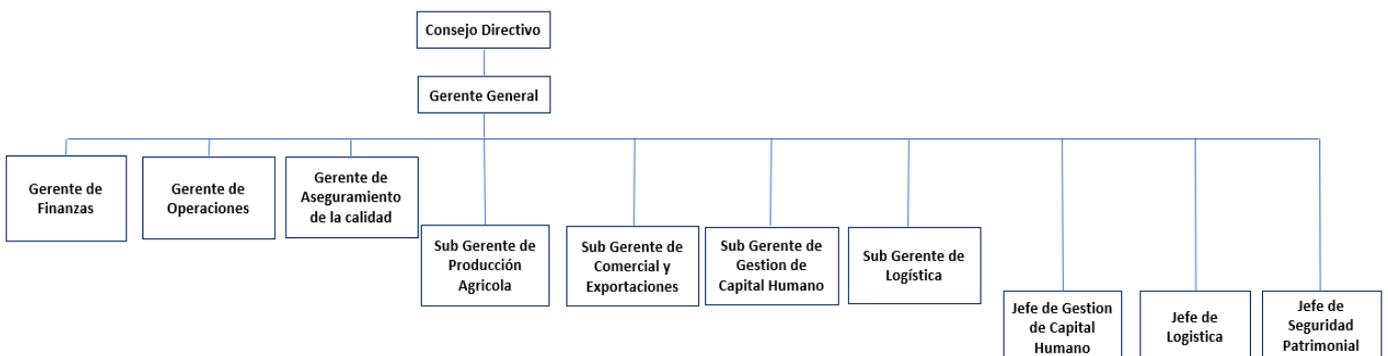 Consejo Directivo
Gerente General
Gerente de
Finanzas
Gerente de
Operaciones
Gerente de
Aseguramiento
de la calidad
Sub Gerente de
Producción
Agricola
Sub Gerente de
Comercial y
Exportaciones
Sub Gerente de
Gestion de
Capital Humano
Sub Gerente de
Logística
Jefe de Gestion
de Capital
Humano
Jefe de
Logistica
Jefe de
Seguridad
Patrimonial